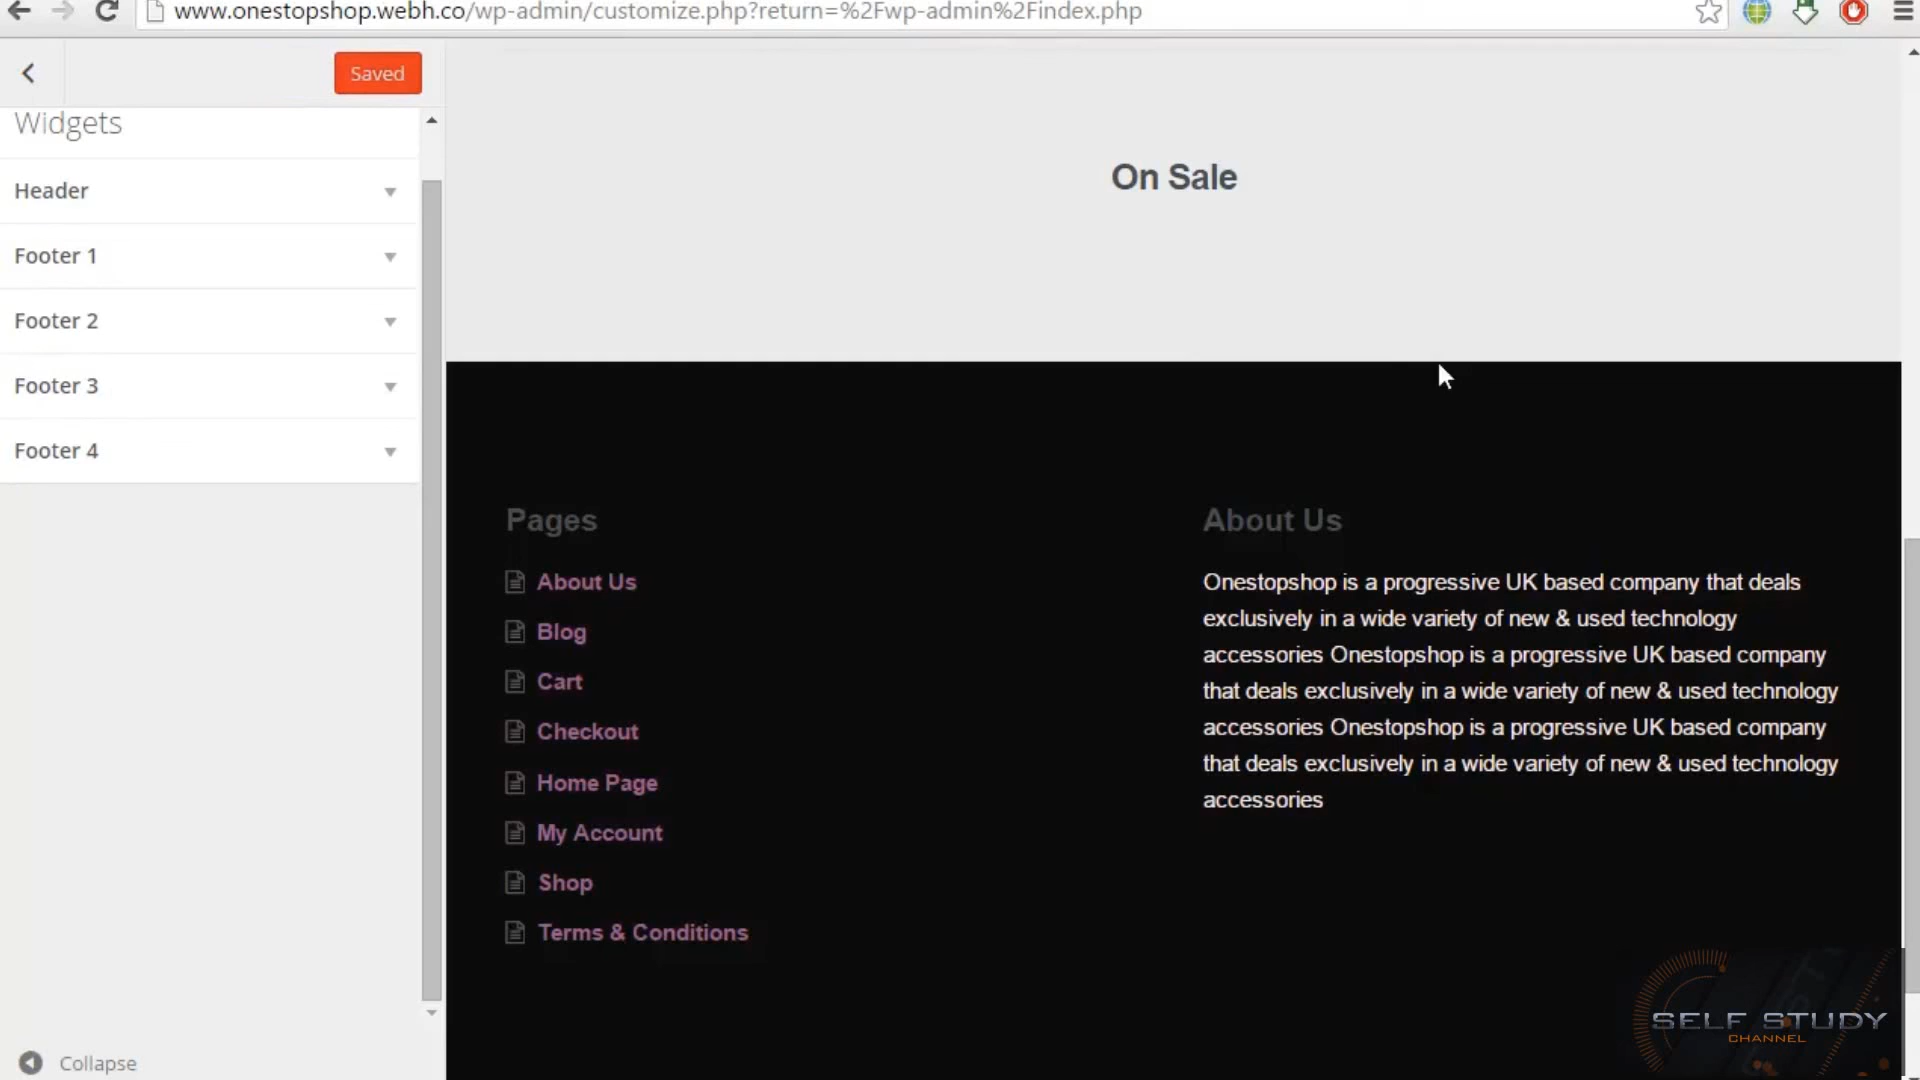 www.onestopshop.webh.co/wp-admin/customize.php?return=%2Fwp-admin%2Findex.php
Saved
Widgets
Header
Footer 1
Footer 2
Footer 3
Footer 4
Collapse
On Sale
Pages
About Us
Blog
Cart
Checkout
Home Page
My Account
Shop
Terms & Conditions
About Us
Onestopshop is a progressive UK based company that deals
exclusively in a wide variety of new & used technology
accessories Onestopshop is a progressive UK based company
that deals exclusively in a wide variety of new & used technology
accessories Onestopshop is a progressive UK based company
that deals exclusively in a wide variety of new & used technology
accessories
SELF STUDY
CHANNEL